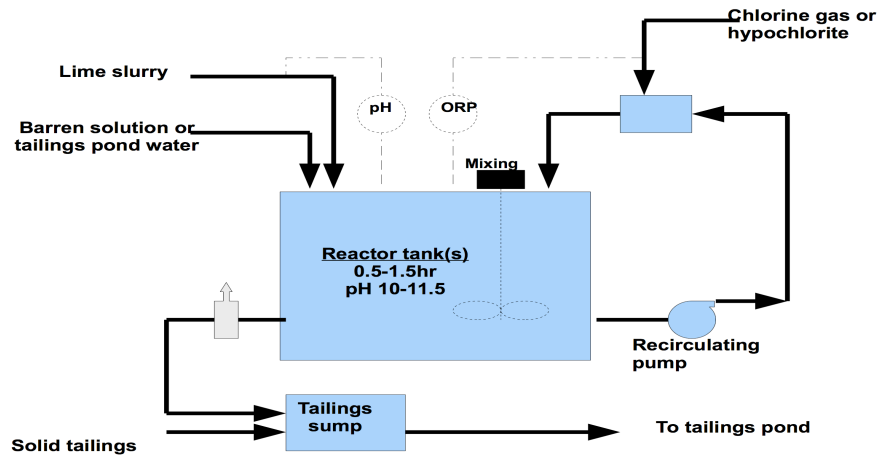 Chlorine gas or
hypochlorite
Lime slurry
pH
ORP
Barren solution or
tailings pond water
Mixing
Reactor tank(s)
0.5-1.5hr
pH 10-11.5
Recirculating
pump
Tailings
sump
To tailings pond
Solid tailings